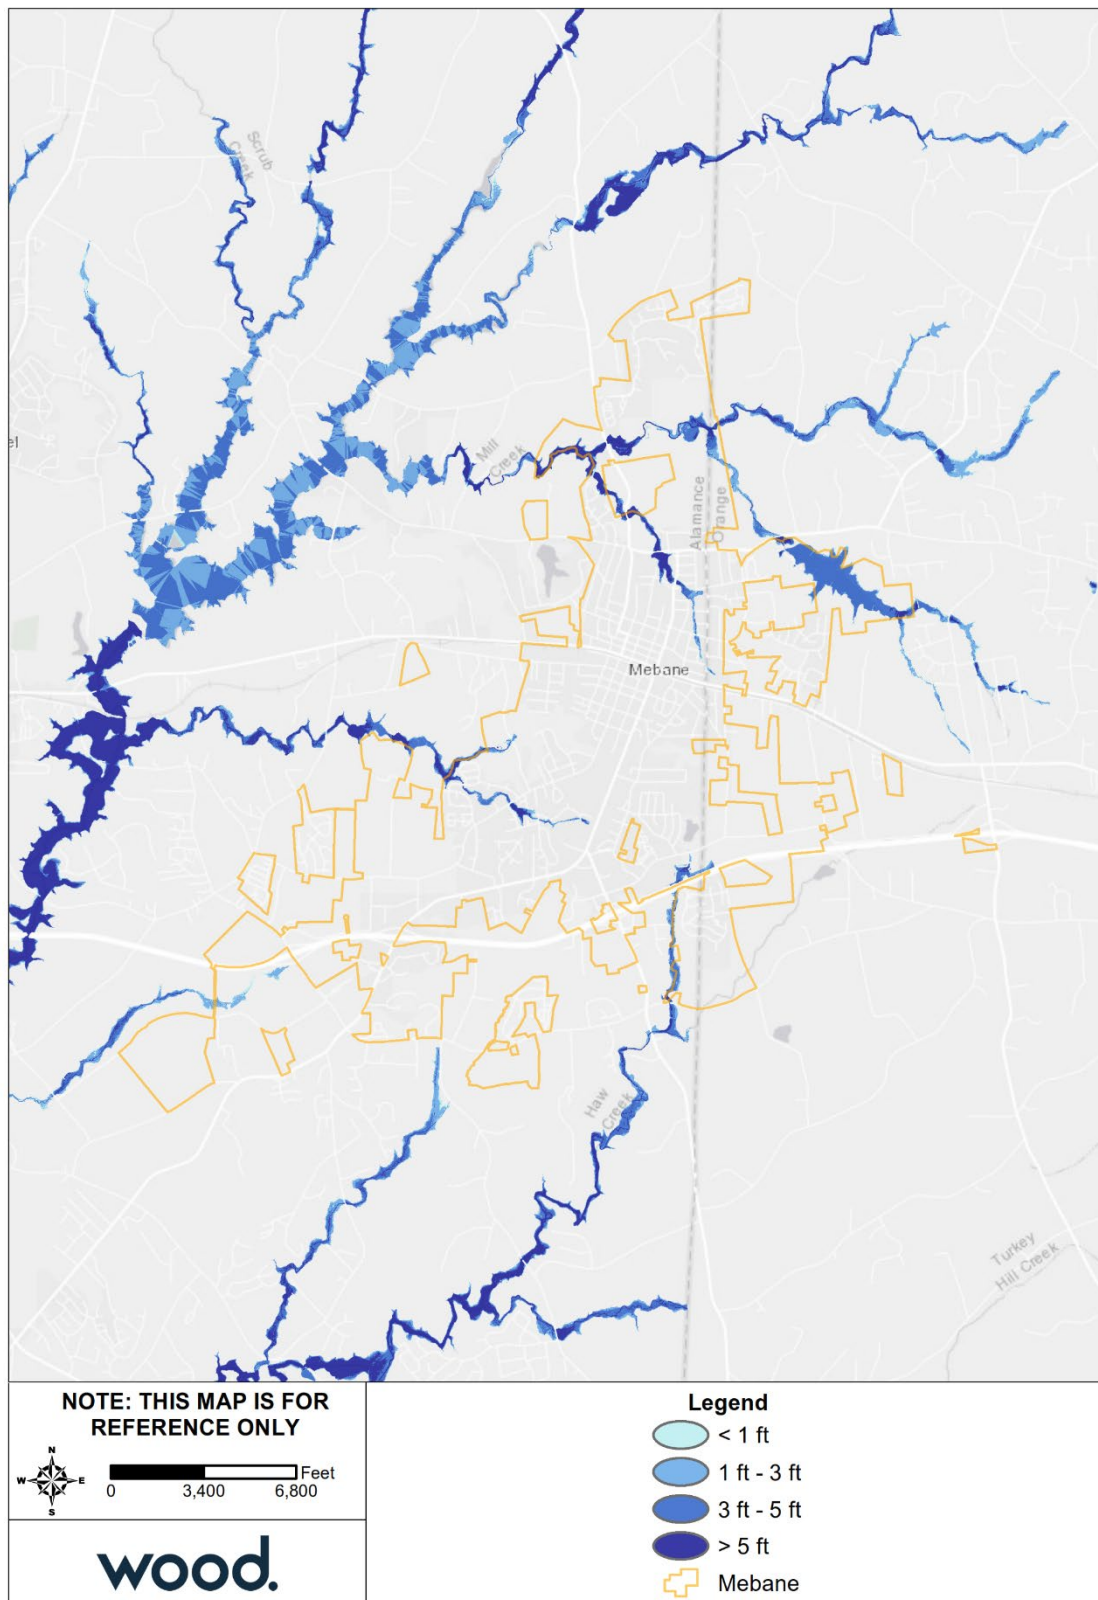 Scrub
Creek
el
Mill
Creek
Alamance
Orange
Mebane
Haw
Creek
Turkey
Hill Creek
NOTE: THIS MAP IS FOR
REFERENCE ONLY
N
W E
S
Feet
0 3,400 6,800
wood.
Legend
< 1 ft
1 ft - 3 ft
3 ft - 5 ft
> 5 ft
Mebane